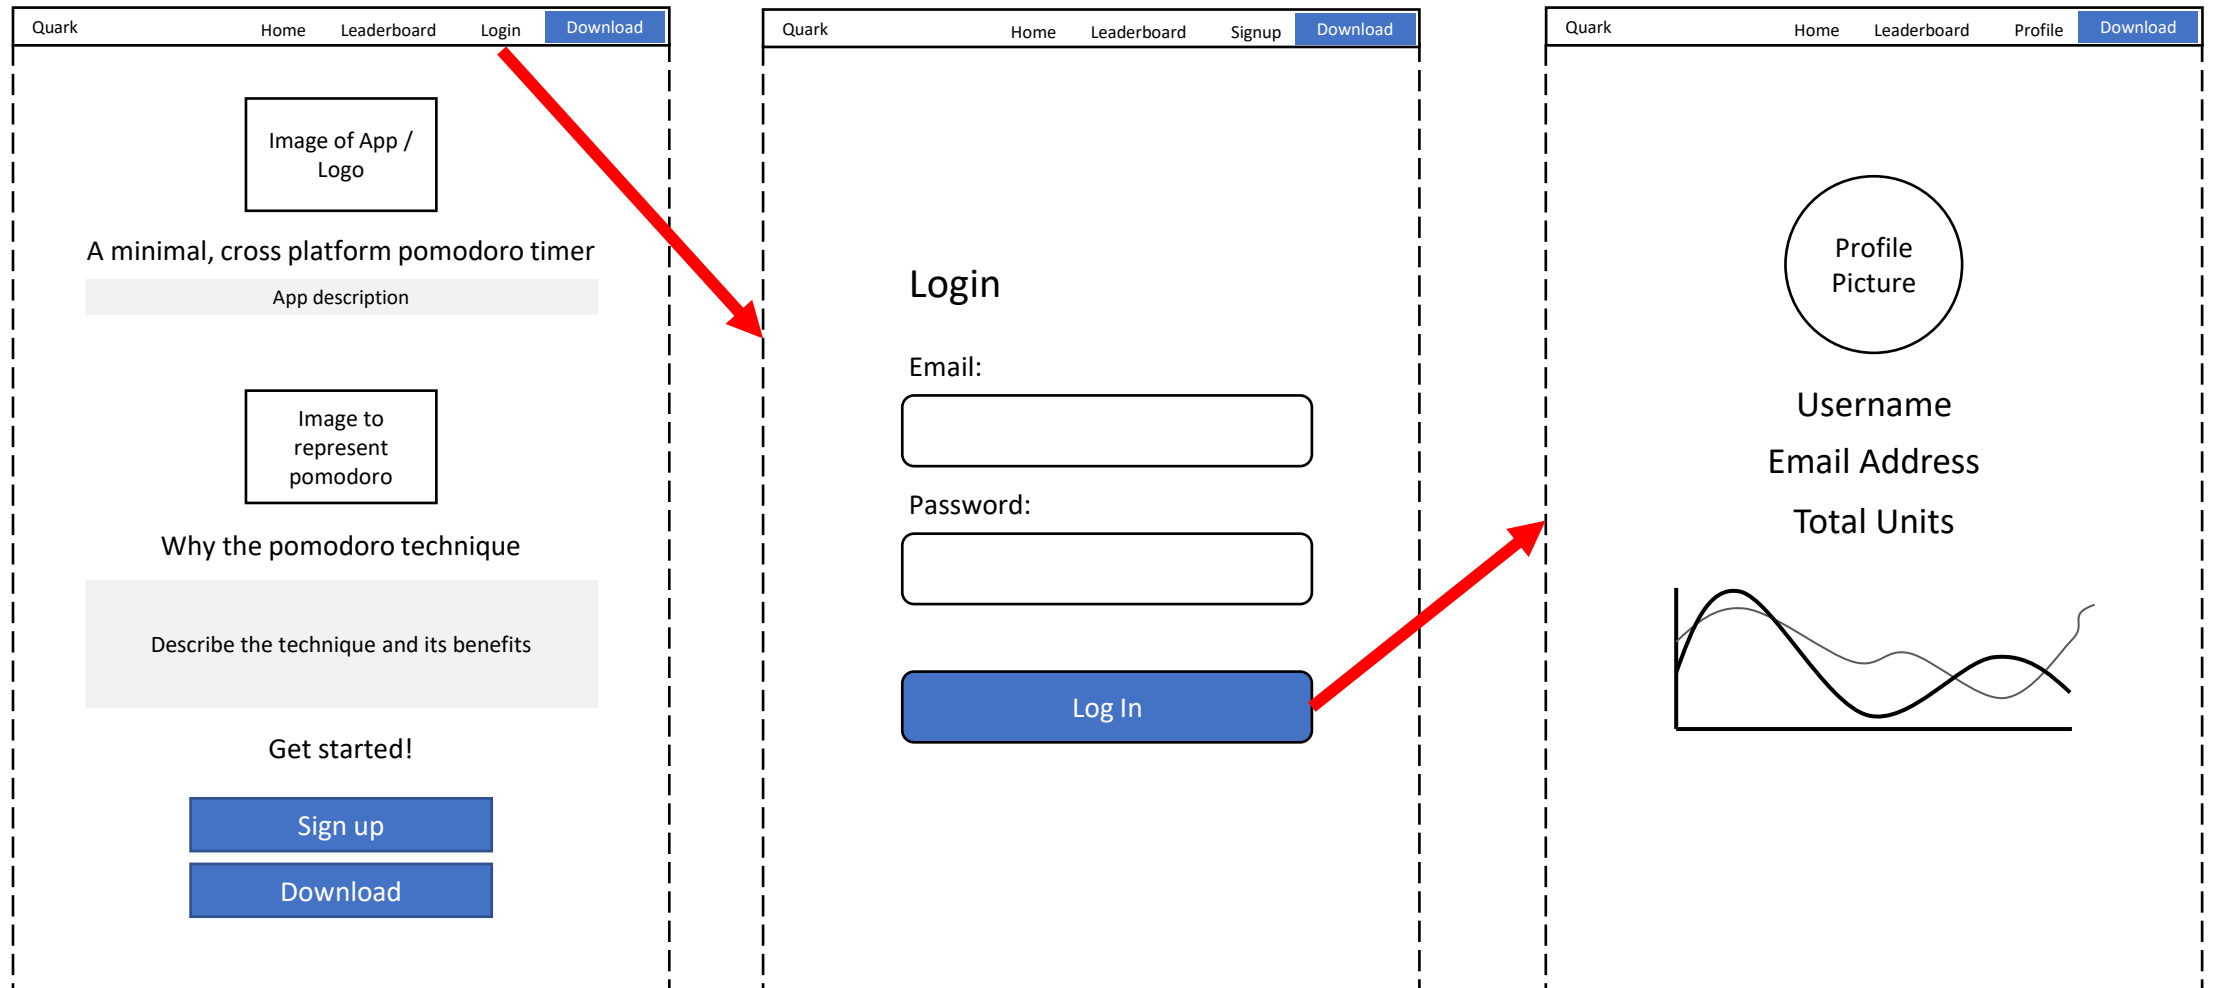 Quark
Home Leaderboard Login Download
Image of App /
Logo
A minimal, cross platform pomodoro timer
App description
Image to
represent
pomodoro
Why the pomodoro technique
Describe the technique and its benefits
Get started!
Sign up
Download
Quark
Home Leaderboard Signup Download
Login
Email:
Password:
Log In
Quark
Home Leaderboard Profile Download
Profile
Picture
Username
Email Address
Total Units